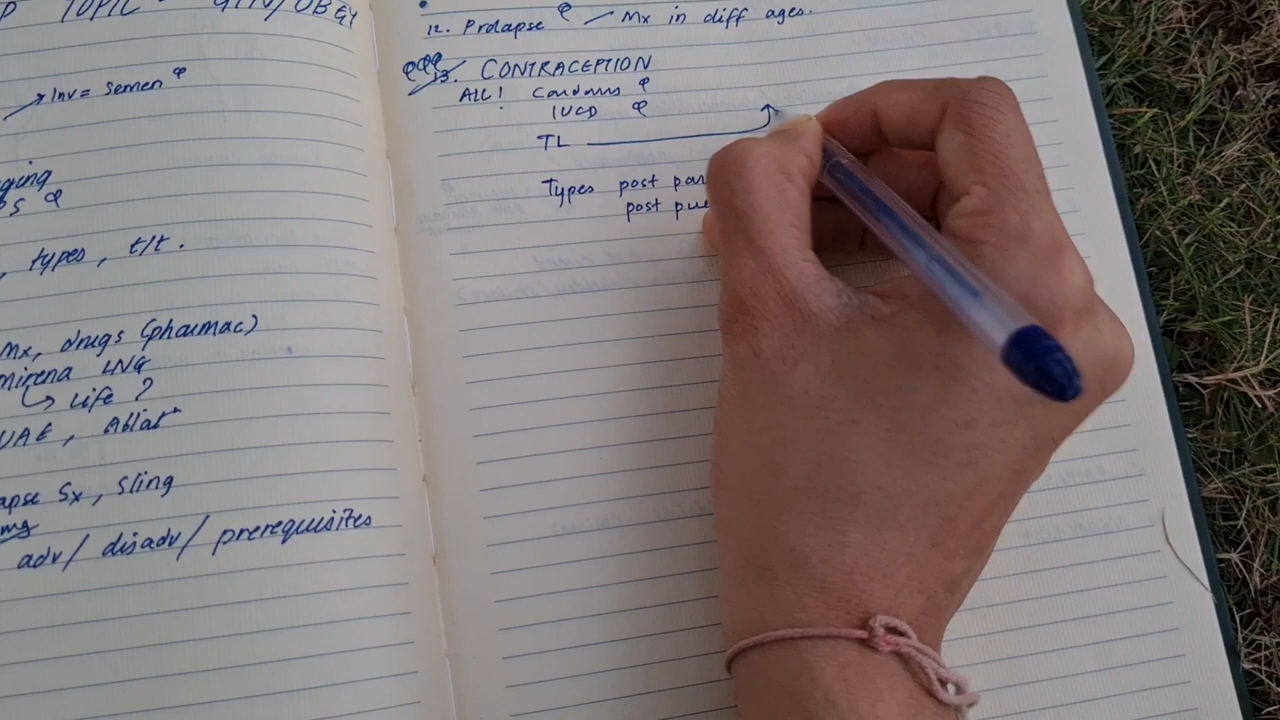 TOPIC - GYN/OBGY
Inv = Semen
ging
, types, t/t.
Mx, drugs (pharmac)
mirena LNG
↳ Life ?
UAE, Ablat
apse Sx, sling
mg
adv/ disadv/ prerequisites
12. Prolapse — Mx in diff ages.
13. CONTRACEPTION
ALL! Condoms
IUCD
TL
Types post par
post pue